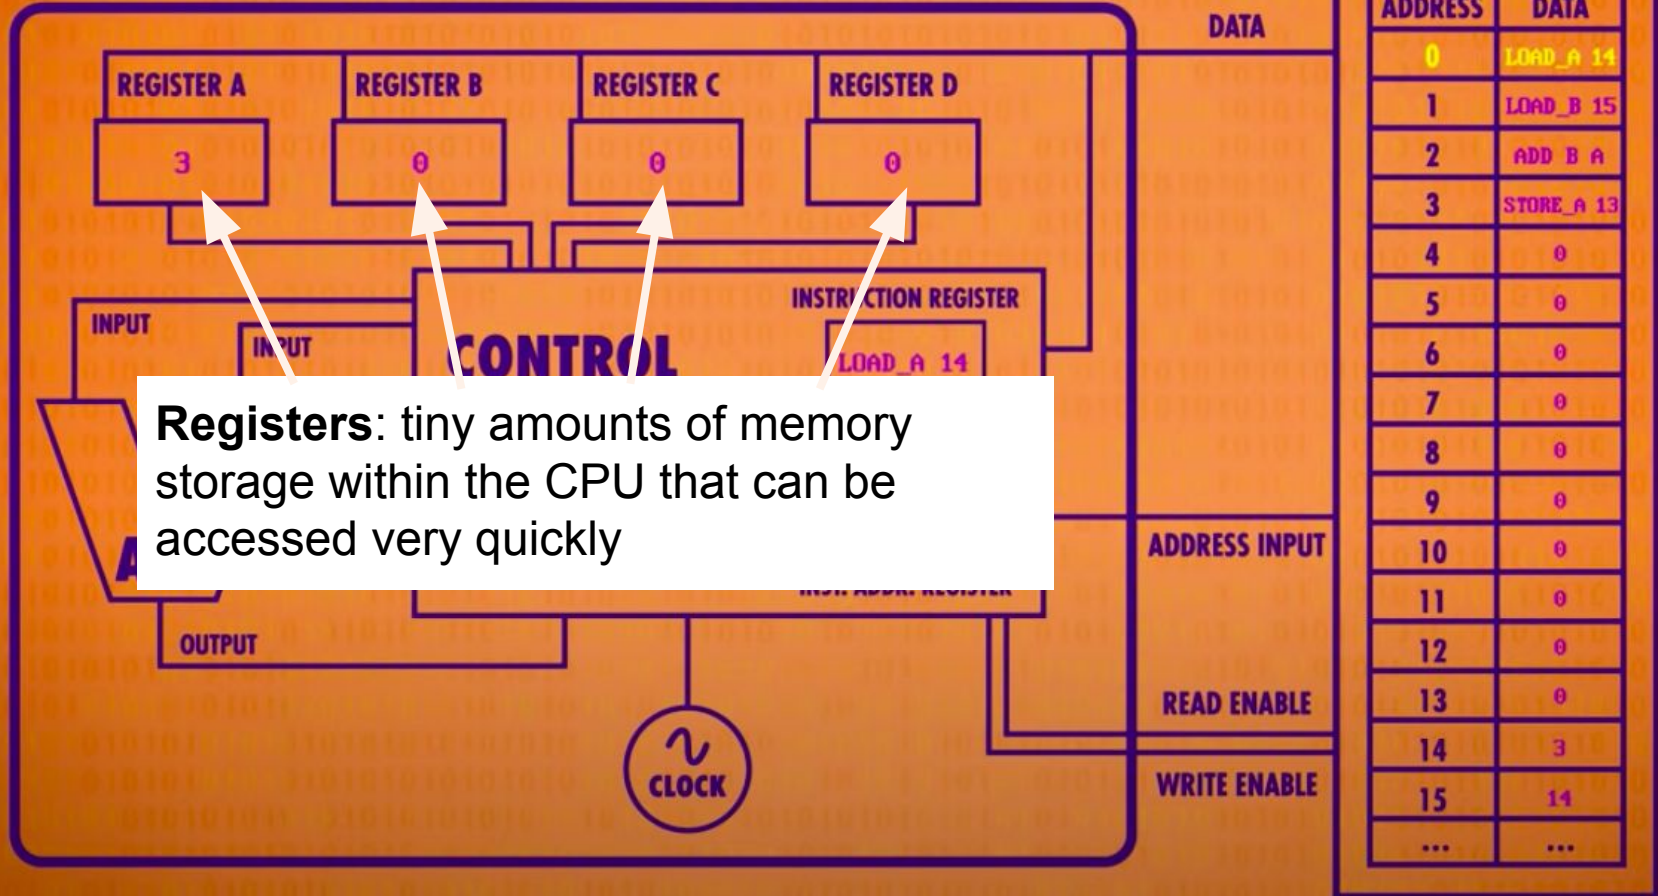 DATA
REGISTER A
REGISTER B
REGISTER C
REGISTER D
3
0
0
0
INPUT
INPUT
CONTROL
INSTRUCTION REGISTER
LOAD_A 14
Registers: tiny amounts of memory
storage within the CPU that can be
accessed very quickly
A
INST. ADDR. REGISTER
OUTPUT
CLOCK
ADDRESS INPUT
READ ENABLE
WRITE ENABLE
ADDRESS DATA
0 LOAD_A 14
1 LOAD_B 15
2 ADD B A
3 STORE_A 13
4 0
5 0
6 0
7 0
8 0
9 0
10 0
11 0
12 0
13 0
14 3
15 14
... ...